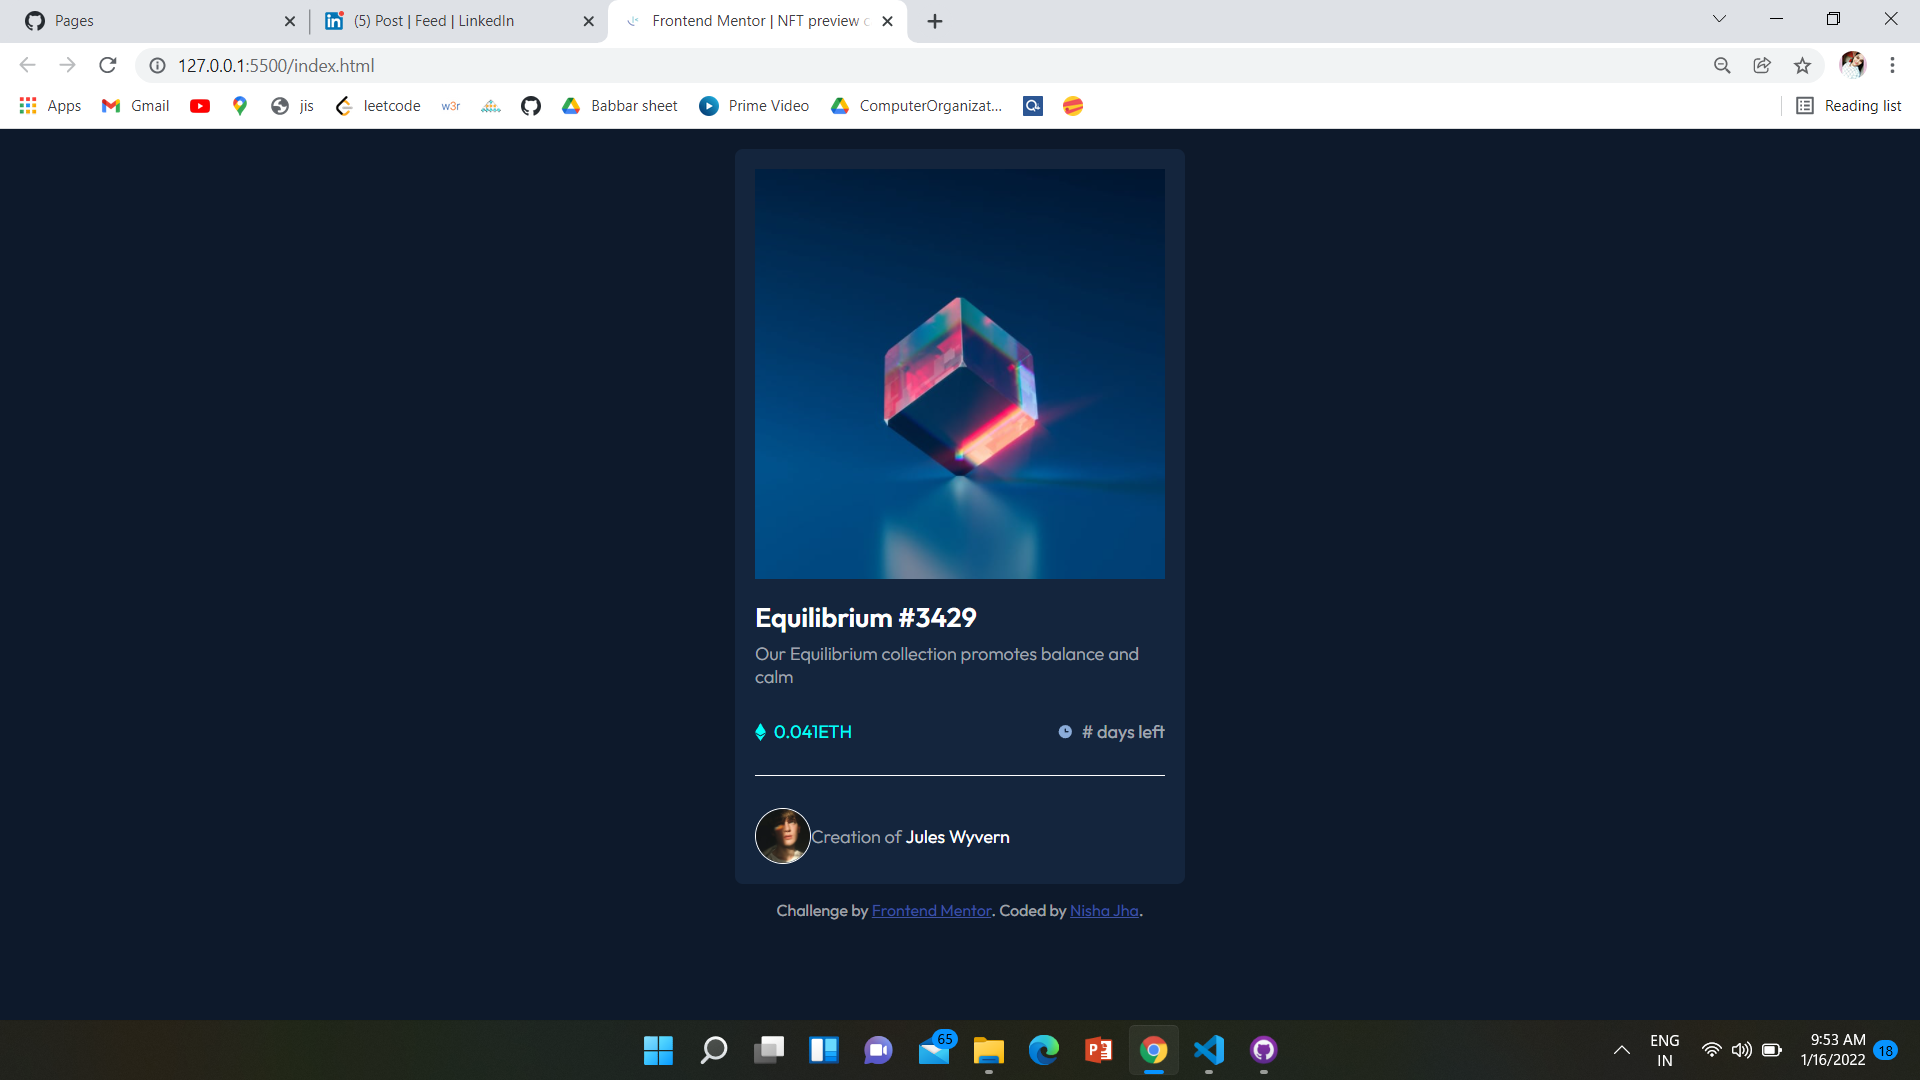 Pages
(5) Post | Feed | LinkedIn
Frontend Mentor | NFT preview c
127.0.0.1:5500/index.html
Apps
Gmail
jis
leetcode
w3r
Babbar sheet
Prime Video
ComputerOrganizat...
Reading list
Equilibrium #3429
Our Equilibrium collection promotes balance and
calm
0.041ETH
# days left
Creation of Jules Wyvern
Challenge by Frontend Mentor. Coded by Nisha Jha.
65
ENG
IN
9:53 AM
1/16/2022
18